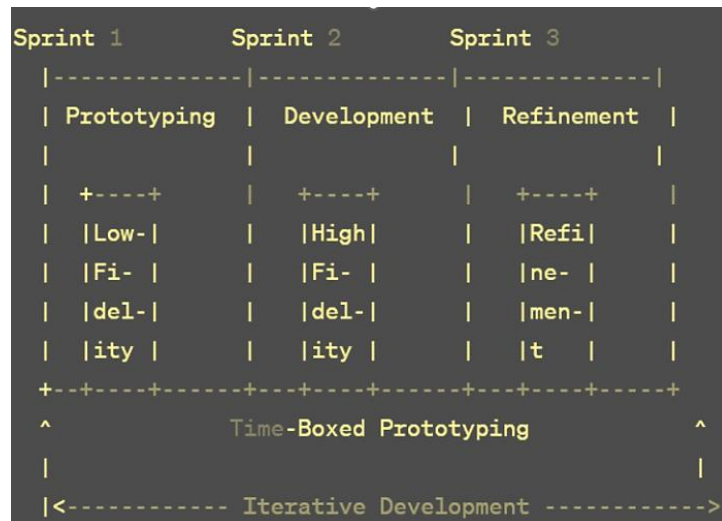 Sprint 1 Sprint 2 Sprint 3
|--------------|--------------|--------------|
| Prototyping | Development | Refinement |
| | | |
| +----+ | +----+ | +----+ |
| |Low-| | |High| | |Refi| |
| |Fi- | | |Fi- | | |ne- | |
| |del-| | |del-| | |men-| |
| |ity | | |ity | | |t | |
+--+----+------+---+----+------+---+----+-----+
^ Time-Boxed Prototyping ^
| |
|<------------ Iterative Development ------------>